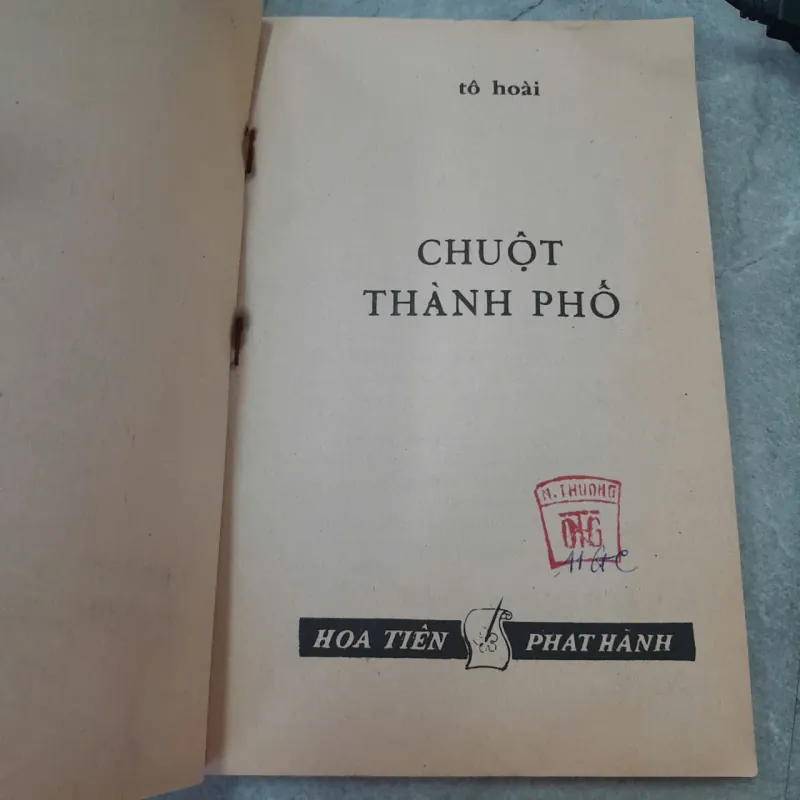 tô hoài
CHUỘT
THÀNH PHỐ
N.THUONG
HOA TIÊN PHAT HÀNH